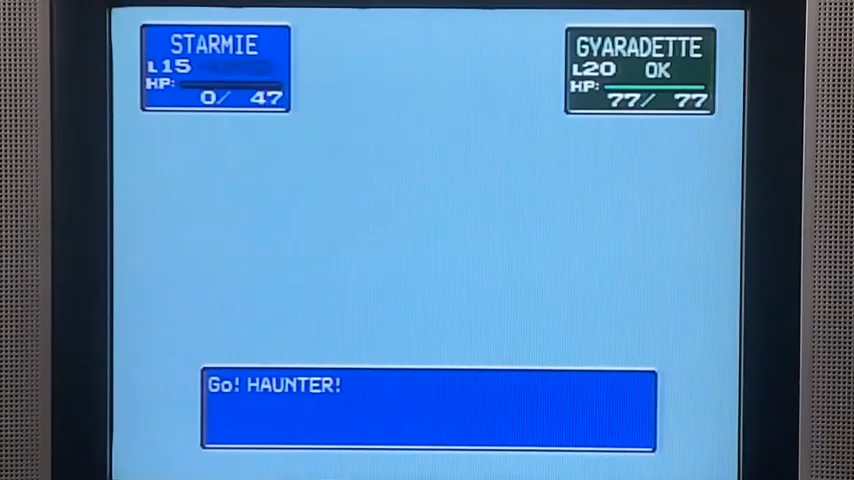 STARMIE
L15
HP:
0/ 47
GYARADETTE
L20 OK
HP:
77/ 77
Go! HAUNTER!